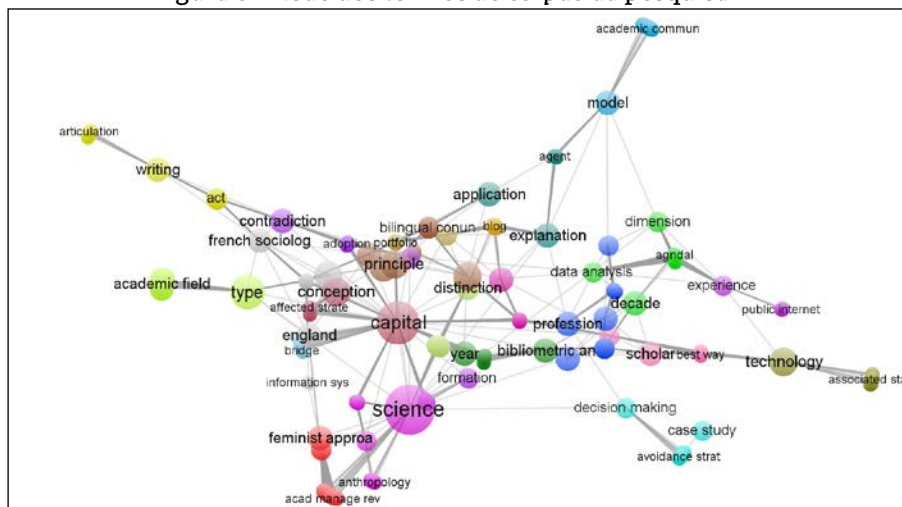 academic commun
model
articulation
agent
writing
application
act
contradiction
bilingual conun
blog
dimension
french sociolog
adoption
portfolio
explanation
principle
data analysis
agndal
academic field
type
conception
distinction
experience
decade
affected strate
public internet
capital
profession
england
bridge
year
bibliometric an
scholar
best way
technology
information sys
formation
associated sta
science
decision making
feminist approa
case study
avoidance strat
anthropology
acad manage rev